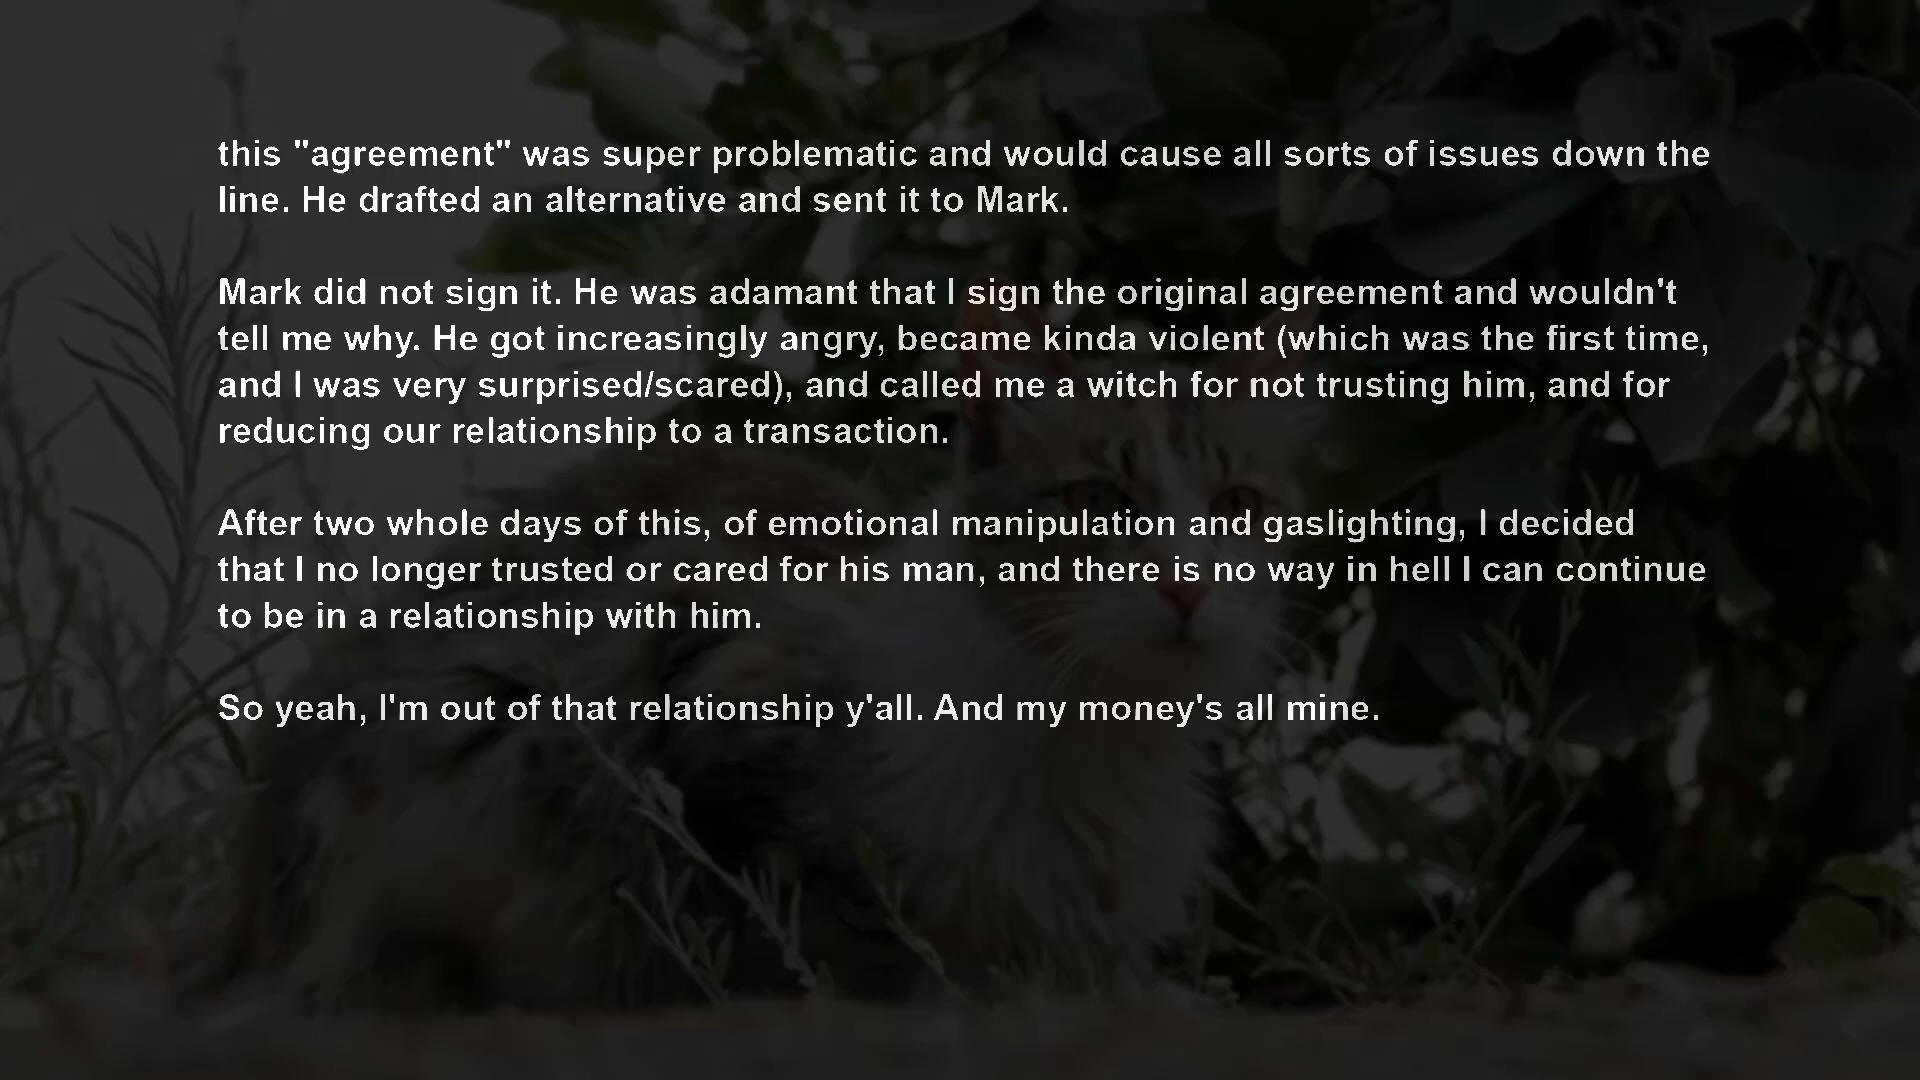 this "agreement" was super problematic and would cause all sorts of issues down the
line. He drafted an alternative and sent it to Mark.
Mark did not sign it. He was adamant that I sign the original agreement and wouldn't
tell me why. He got increasingly angry, became kinda violent (which was the first time,
and I was very surprised/scared), and called me a witch for not trusting him, and for
reducing our relationship to a transaction.
After two whole days of this, of emotional manipulation and gaslighting, I decided
that I no longer trusted or cared for his man, and there is no way in hell I can continue
to be in a relationship with him.
So yeah, I'm out of that relationship y'all. And my money's all mine.